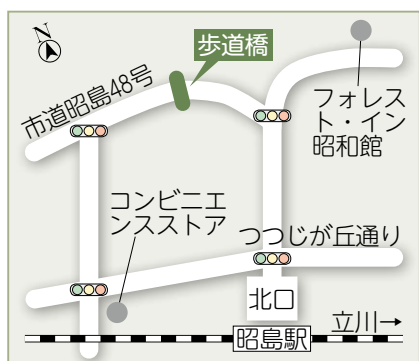 N
歩道橋
市道昭島48号
フォレス
ト・イン
昭和館
コンビニエ
ンスストア
つつじが丘通り
北口
立川→
昭島駅